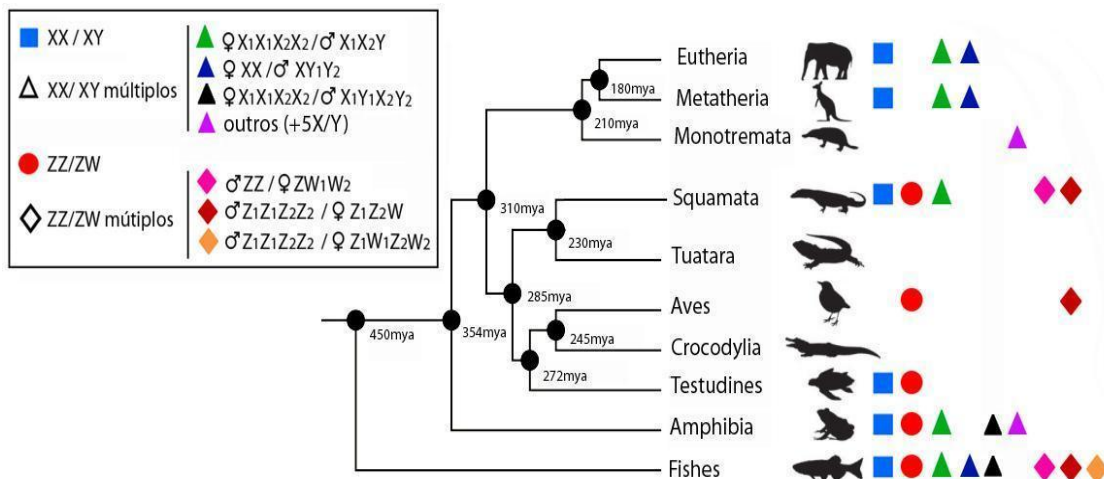 XX / XY
XX/ XY múltiplos
♀X1X1X2X2/♂X1X2Y
♀ XX /♂ XY1Y2
♀X1X1X2X2/♂X1Y1X2Y2
outros (+5X/Y)
ZZ/ZW
ZZ/ZW mútiplos
♂ZZ / ♀ZW1W2
♂Z1Z1Z2Z2 / ♀ Z1Z2W
♂Z1Z1Z2Z2 / ♀ Z1W1Z2W2
Eutheria
180mya
Metatheria
210mya
Monotremata
310mya
Squamata
230mya
Tuatara
285mya
Aves
450mya
354mya
245mya
Crocodylia
272mya
Testudines
Amphibia
Fishes